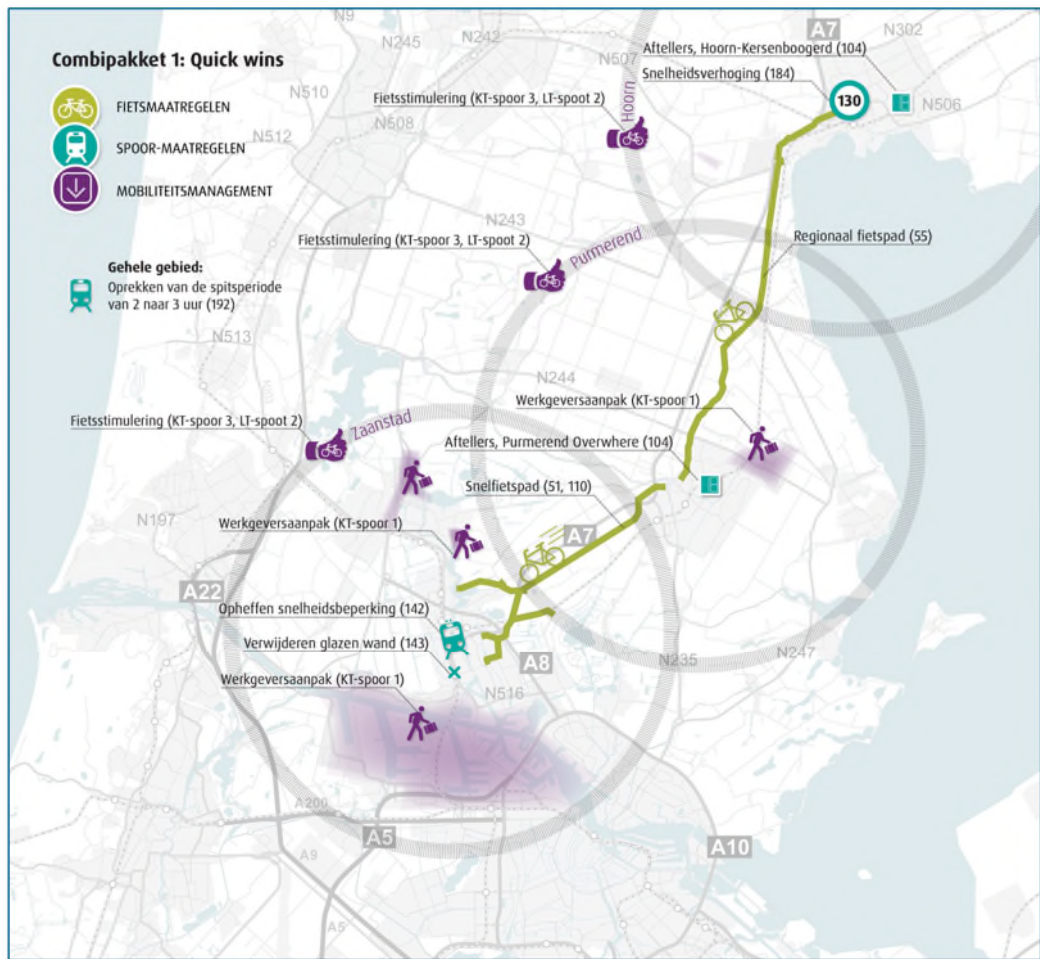 Combipakket 1: Quick wins
FIETSMAATREGELEN
SPOOR-MAATREGELEN
MOBILITEITSMANAGEMENT
Gehele gebied:
Oprekken van de spitsperiode
van 2 naar 3 uur (192)
N9
N245
N242
N510
N512
N508
N507
A7
N302
Aftellers, Hoorn-Kersenboogerd (104)
Snelheidsverhoging (184)
130
N506
Fietsstimulering (KT-spoor 3, LT-spoot 2)
Hoorn
N243
Fietsstimulering (KT-spoor 3, LT-spoot 2)
Purmerend
Regionaal fietspad (55)
N513
N244
Werkgeversaanpak (KT-spoor 1)
Fietsstimulering (KT-spoor 3, LT-spoot 2)
Zaanstad
Aftellers, Purmerend Overwhere (104)
Snelfietspad (51, 110)
N197
Werkgeversaanpak (KT-spoor 1)
A7
A22
Opheffen snelheidsbeperking (142)
Verwijderen glazen wand (143)
A8
N235
N247
Werkgeversaanpak (KT-spoor 1)
N516
A200
A5
A9
A10
A5